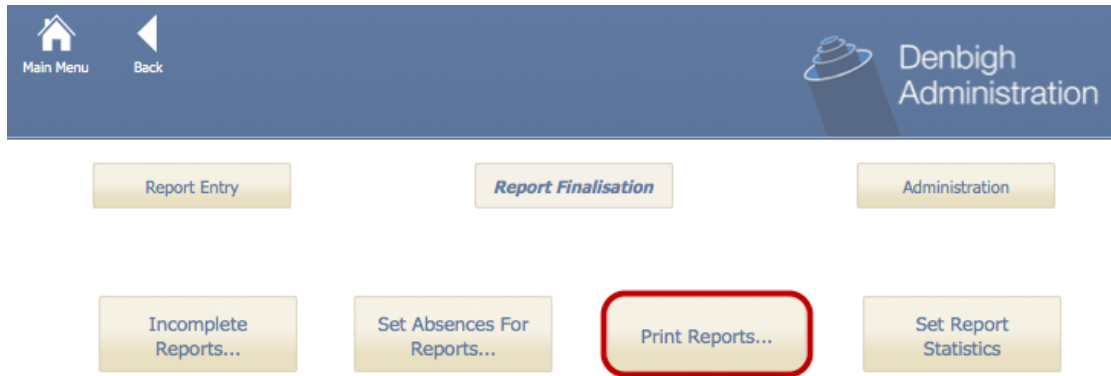 Main Menu
Back
Denbigh
Administration
Report Entry
Report Finalisation
Administration
Incomplete
Reports...
Set Absences For
Reports...
Print Reports...
Set Report
Statistics